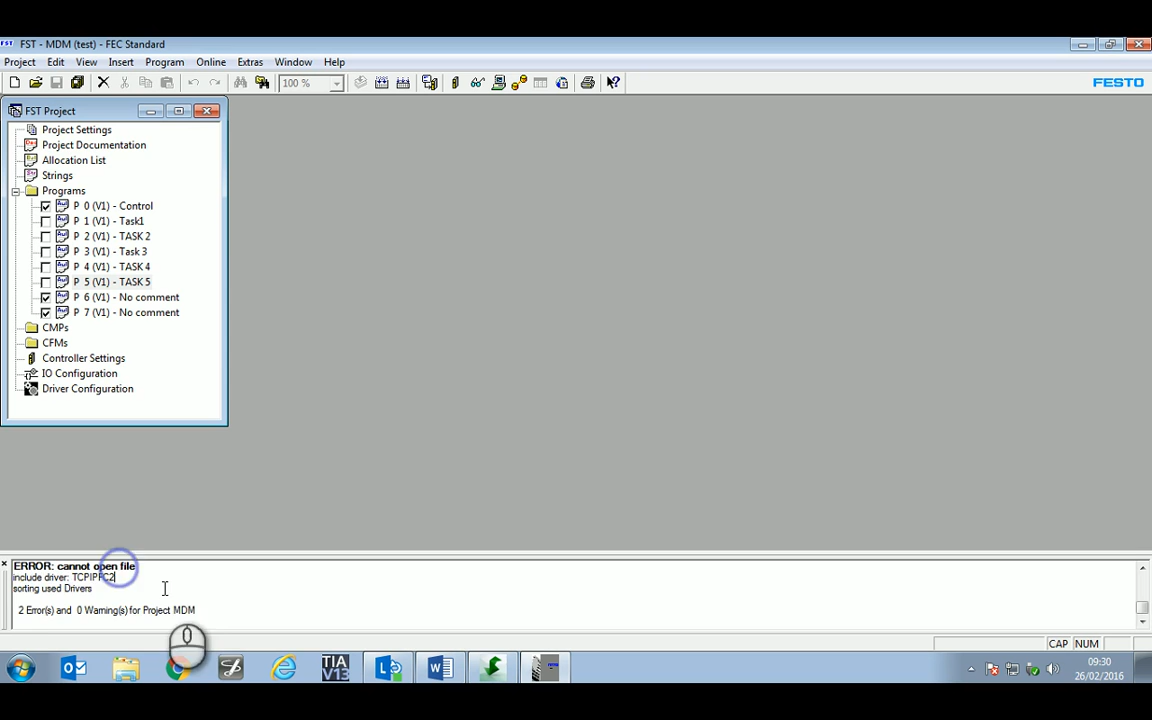 FST FST - MDM (test) - FEC Standard
Project Edit View Insert Program Online Extras Window Help
100 %
FESTO
FST Project
Project Settings
Project Documentation
Allocation List
Strings
Programs
P 0 (V1) - Control
P 1 (V1) - Task1
P 2 (V1) - TASK 2
P 3 (V1) - Task 3
P 4 (V1) - TASK 4
P 5 (V1) - TASK 5
P 6 (V1) - No comment
P 7 (V1) - No comment
CMPs
CFMs
Controller Settings
IO Configuration
Driver Configuration
ERROR: cannot open file
include driver: TCPIPFC2
sorting used Drivers
2 Error(s) and 0 Warning(s) for Project MDM
CAP NUM
TIA
V13
09:30
26/02/2016